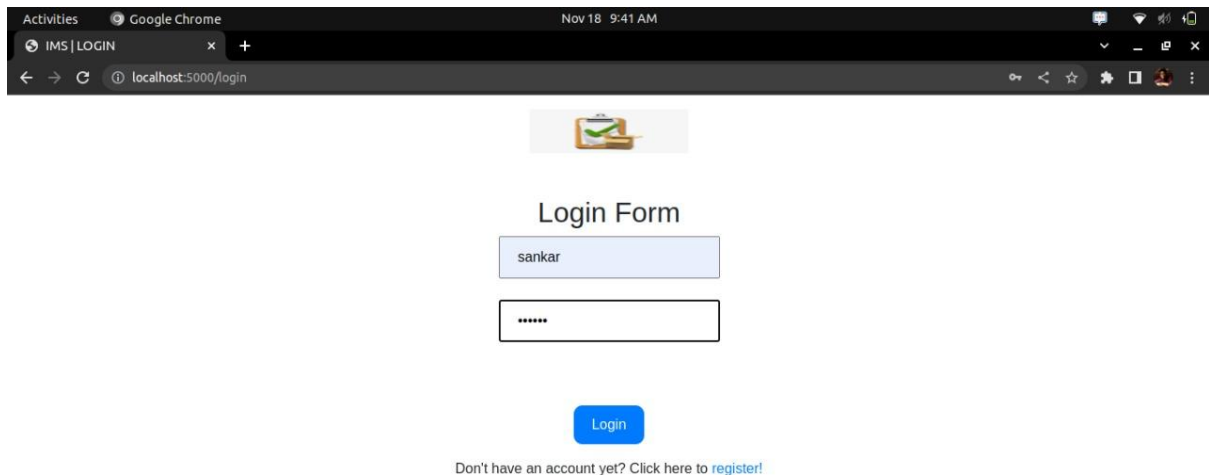 Activities Google Chrome Nov 18 9:41 AM
IMS | LOGIN
localhost:5000/login
Login Form
sankar
••••••
Login
Don't have an account yet? Click here to register!